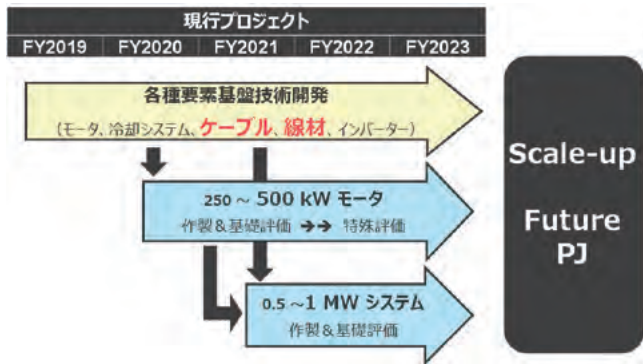 現行プロジェクト
FY2019 FY2020 FY2021 FY2022 FY2023
各種要素基盤技術開発
(モータ、冷却システム、ケーブル、線材、インバーター)
250 ～ 500 kW モータ
作製&基礎評価 →→ 特殊評価
0.5 ～1 MW システム
作製&基礎評価
Scale-up
Future
PJ